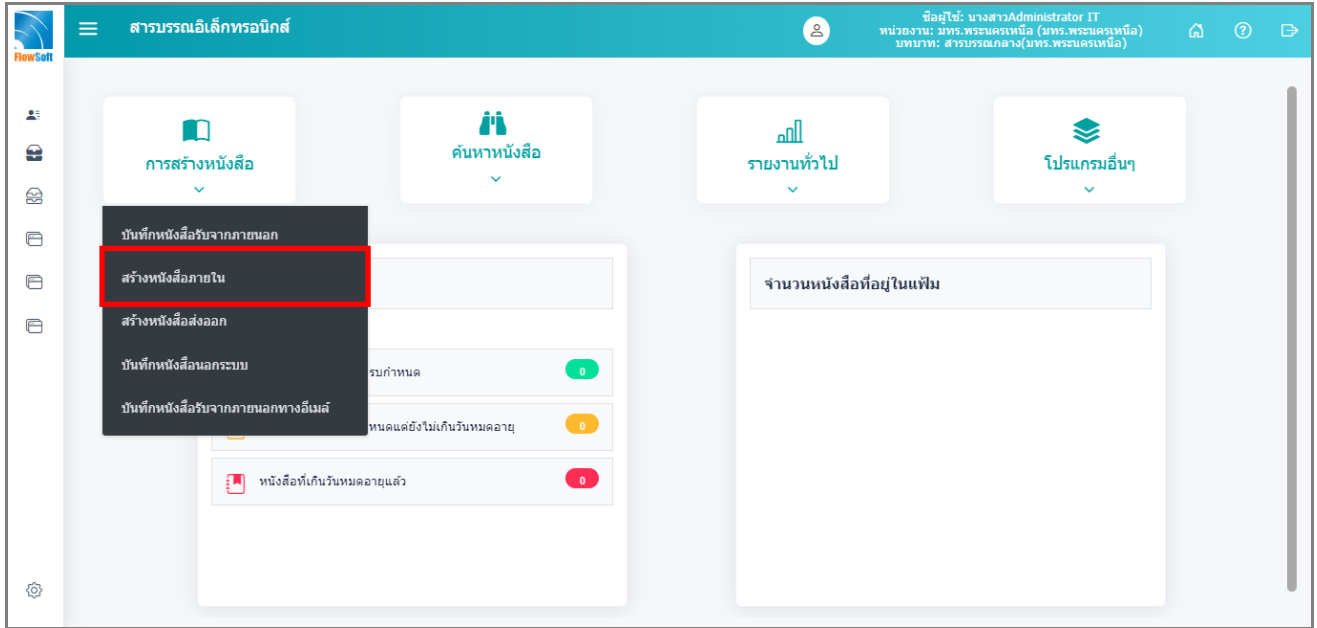 FlowSoft
สารบรรณอิเล็กทรอนิกส์
ชื่อผู้ใช้: นางสาวAdministrator IT
หน่วยงาน: มทร.พระนครเหนือ (มทร.พระนครเหนือ)
บทบาท: สารบรรณกลาง(มทร.พระนครเหนือ)
การสร้างหนังสือ
ค้นหาหนังสือ
รายงานทั่วไป
โปรแกรมอื่นๆ
บันทึกหนังสือรับจากภายนอก
สร้างหนังสือภายใน
สร้างหนังสือส่งออก
บันทึกหนังสือนอกระบบ
บันทึกหนังสือรับจากภายนอกทางอีเมล์
จำนวนหนังสือที่อยู่ในแฟ้ม
รบกำหนด 0
หนดแต่ยังไม่เกินวันหมดอายุ 0
หนังสือที่เกินวันหมดอายุแล้ว 0